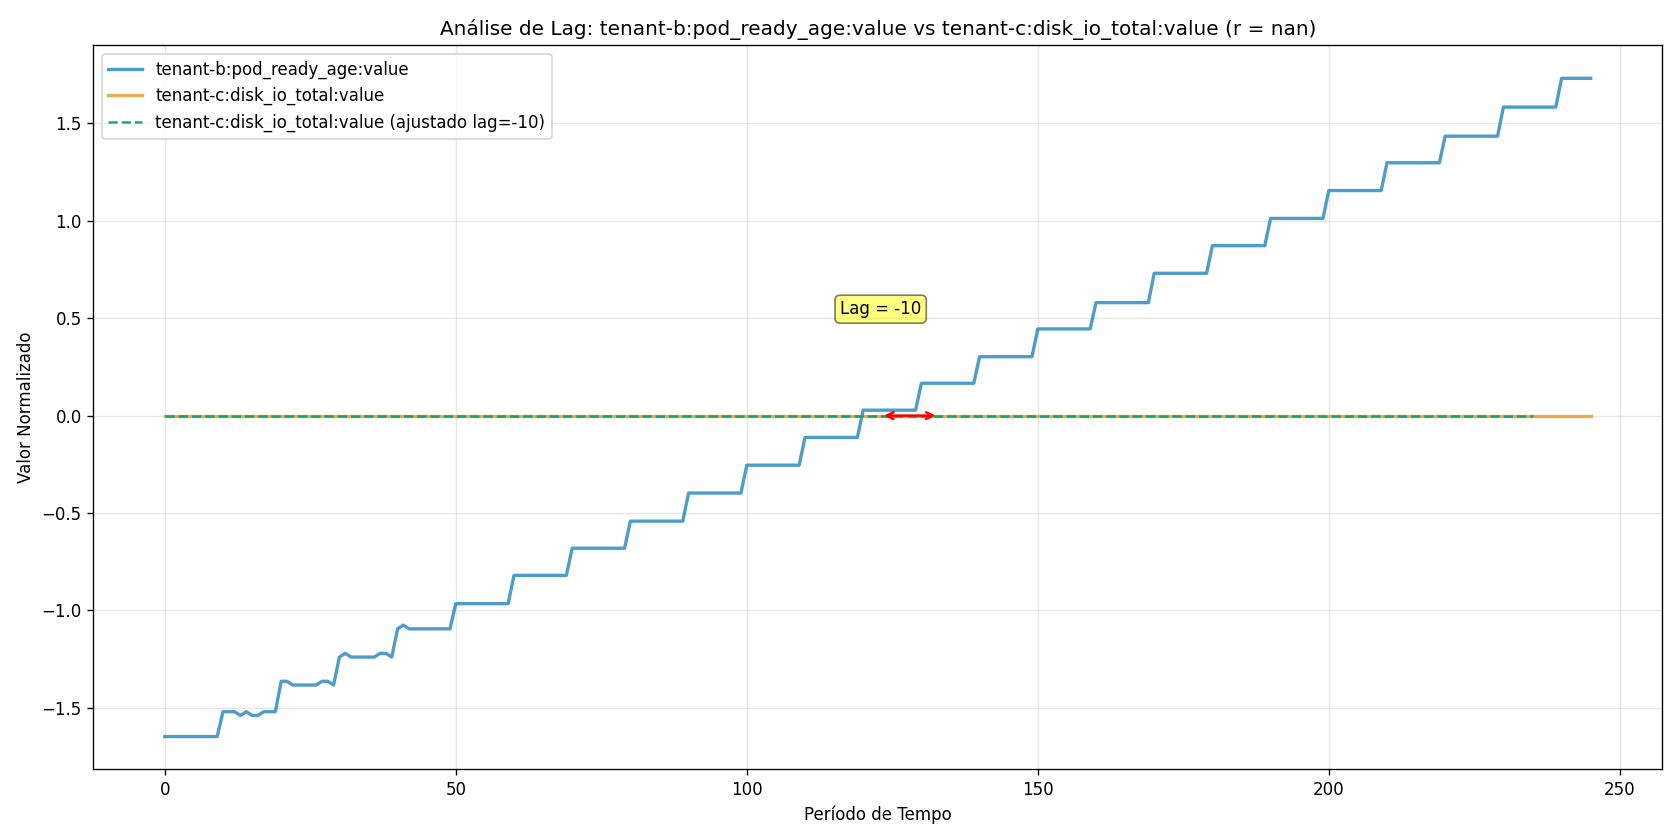 Análise de Lag: tenant-b:pod_ready_age:value vs tenant-c:disk_io_total:value (r = nan)
tenant-b:pod_ready_age:value
tenant-c:disk_io_total:value
tenant-c:disk_io_total:value (ajustado lag=-10)
Lag = -10
Valor Normalizado
1.5
1.0
0.5
0.0
−0.5
−1.0
−1.5
0 50 100 150 200 250
Período de Tempo